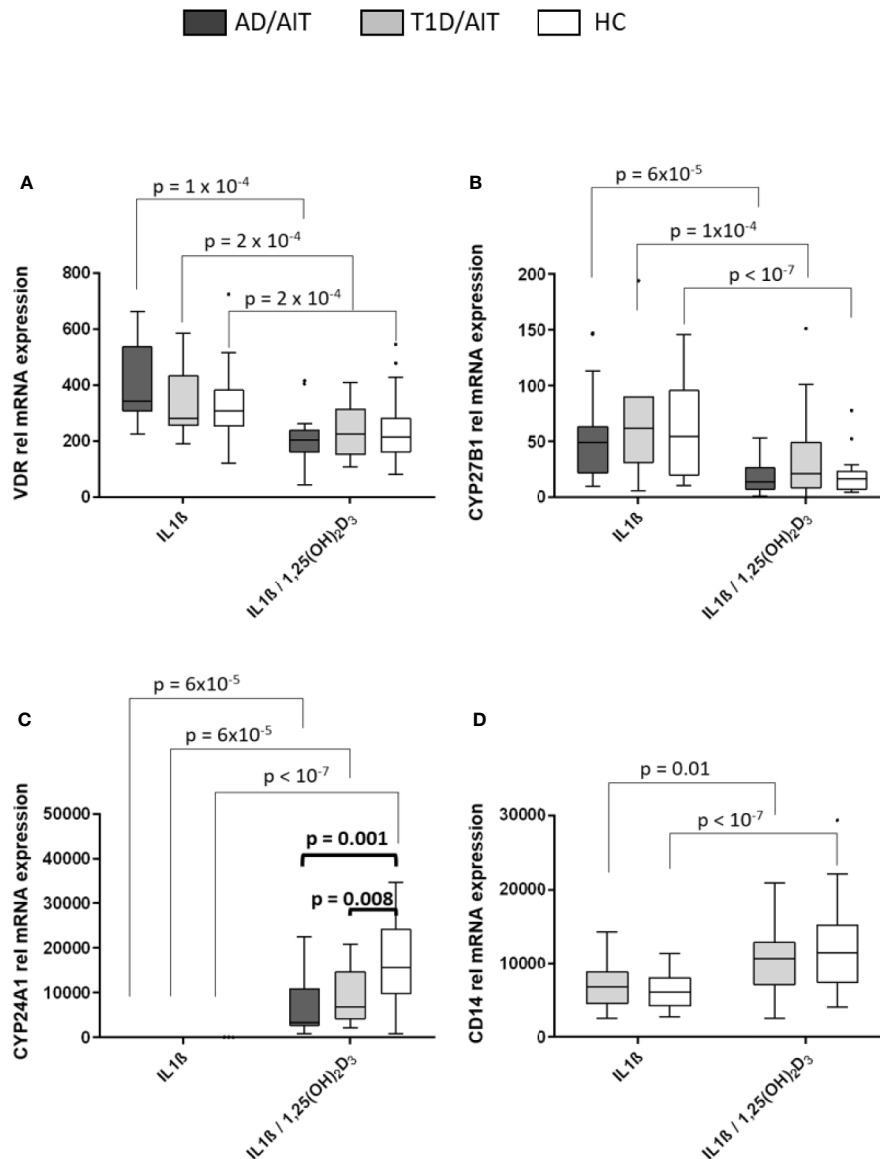 AD/AIT T1D/AIT HC
A
p = 1 x 10⁻⁴
p = 2 x 10⁻⁴
p = 2 x 10⁻⁴
VDR rel mRNA expression
800
600
400
200
0
IL1ß
IL1ß / 1,25(OH)₂D₃
B
p = 6x10⁻⁵
p = 1x10⁻⁴
p < 10⁻⁷
CYP27B1 rel mRNA expression
200
150
100
50
0
IL1ß
IL1ß / 1,25(OH)₂D₃
C
p = 6x10⁻⁵
p = 6x10⁻⁵
p < 10⁻⁷
CYP24A1 rel mRNA expression
50000
40000
30000
20000
10000
0
p = 0.001
p = 0.008
IL1ß
IL1ß / 1,25(OH)₂D₃
D
p = 0.01
p < 10⁻⁷
CD14 rel mRNA expression
30000
20000
10000
0
IL1ß
IL1ß / 1,25(OH)₂D₃